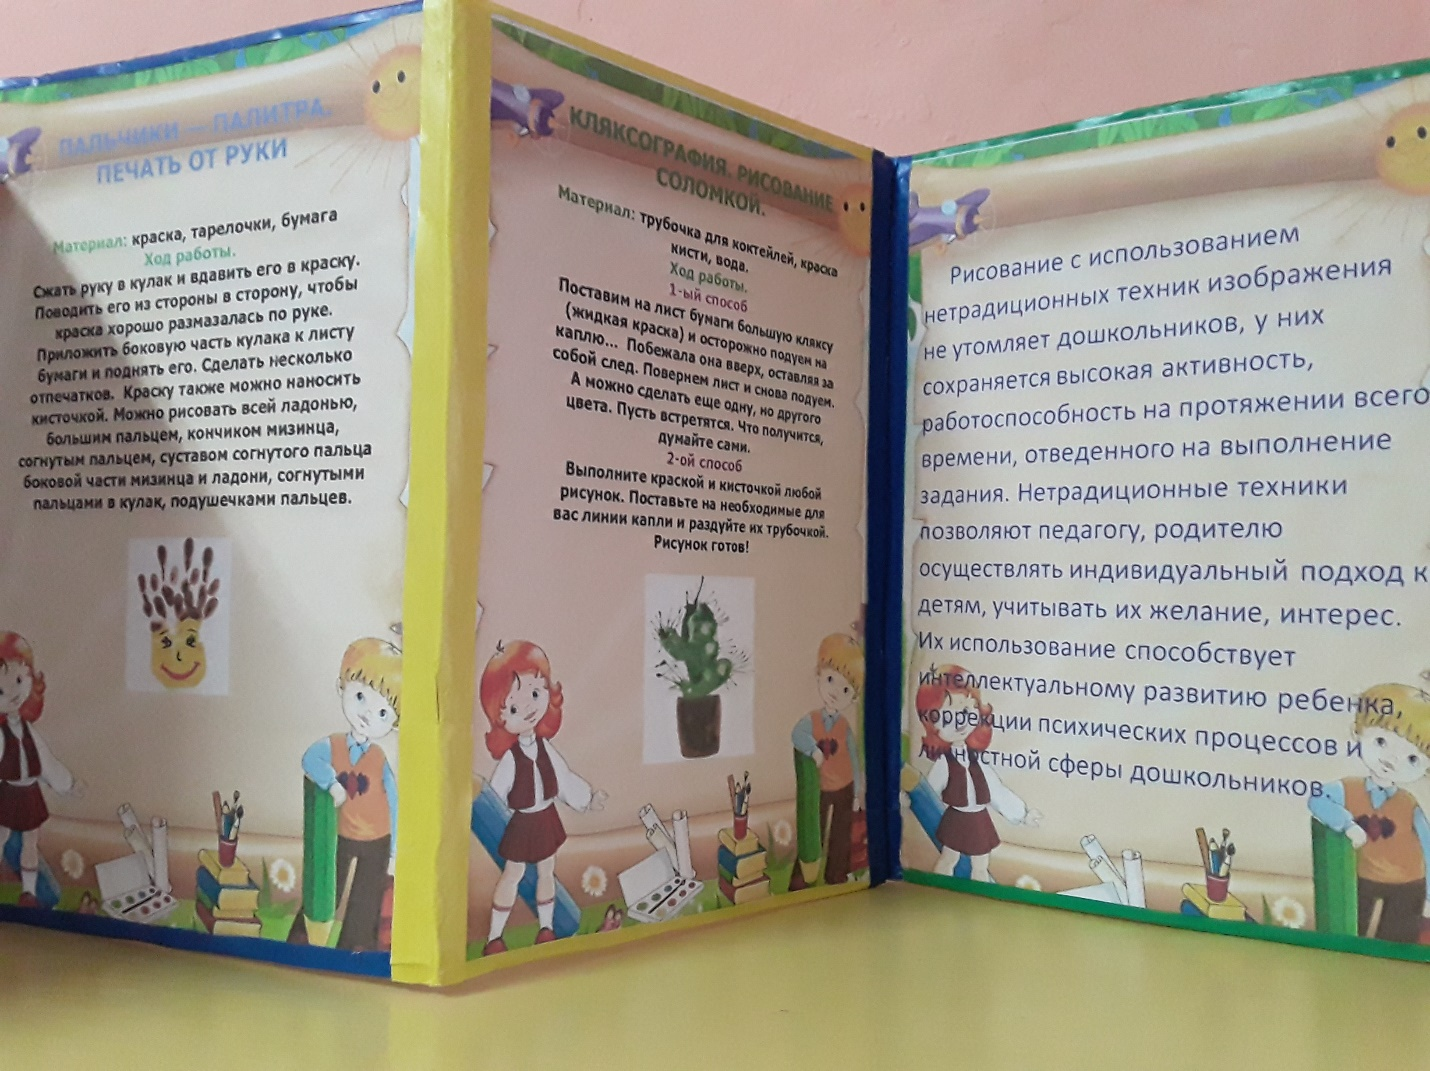 ПАЛЬЧИКИ — ПАЛИТРА.
ПЕЧАТЬ ОТ РУКИ
Материал: краска, тарелочки, бумага
Ход работы.
Сжать руку в кулак и вдавить его в краску.
Поводить его из стороны в сторону, чтобы
краска хорошо размазалась по руке.
Приложить боковую часть кулака к листу
бумаги и поднять его. Сделать несколько
отпечатков. Краску также можно наносить
кисточкой. Можно рисовать всей ладонью,
большим пальцем, кончиком мизинца,
согнутым пальцем, суставом согнутого пальца
боковой части мизинца и ладони, согнутыми
пальцами в кулак, подушечками пальцев.
КЛЯКСОГРАФИЯ. РИСОВАНИЕ
СОЛОМКОЙ.
Материал: трубочка для коктейлей, краска
кисти, вода.
Ход работы.
1-ый способ
Поставим на лист бумаги большую кляксу
(жидкая краска) и осторожно подуем на
каплю... Побежала она вверх, оставляя за
собой след. Повернем лист и снова подуем.
А можно сделать еще одну, но другого
цвета. Пусть встретятся. Что получится,
думайте сами.
2-ой способ
Выполните краской и кисточкой любой
рисунок. Поставьте на необходимые для
вас линии капли и раздуйте их трубочкой.
Рисунок готов!
Рисование с использованием
нетрадиционных техник изображения
не утомляет дошкольников, у них
сохраняется высокая активность,
работоспособность на протяжении всего
времени, отведенного на выполнение
задания. Нетрадиционные техники
позволяют педагогу, родителю
осуществлять индивидуальный подход к
детям, учитывать их желание, интерес.
Их использование способствует
интеллектуальному развитию ребенка,
коррекции психических процессов и
личностной сферы дошкольников.